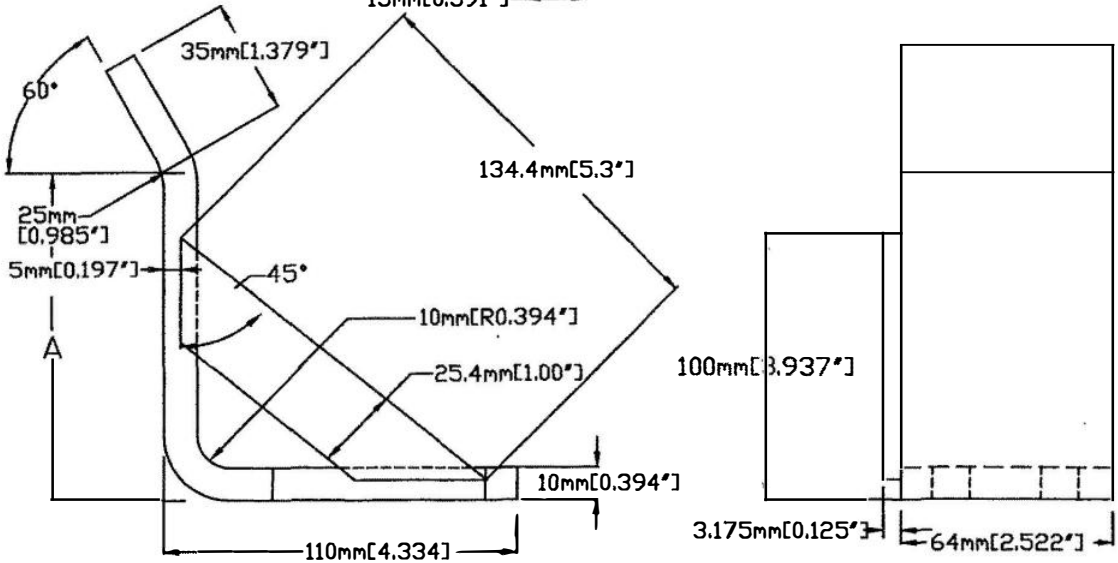 35mm[1.379"]
60°
134.4mm[5.3"]
25mm
[0.985"]
5mm[0.197"]
45°
10mm[R0.394"]
A
25.4mm[1.00"]
100mm[3.937"]
10mm[0.394"]
3.175mm[0.125"]
64mm[2.522"]
110mm[4.334]